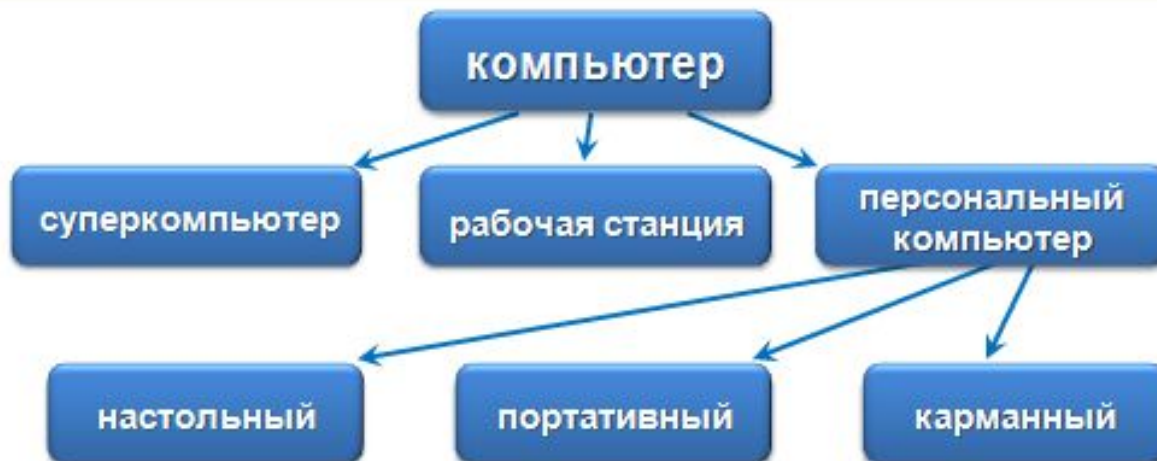 компьютер
суперкомпьютер
рабочая станция
персональный
компьютер
настольный
портативный
карманный